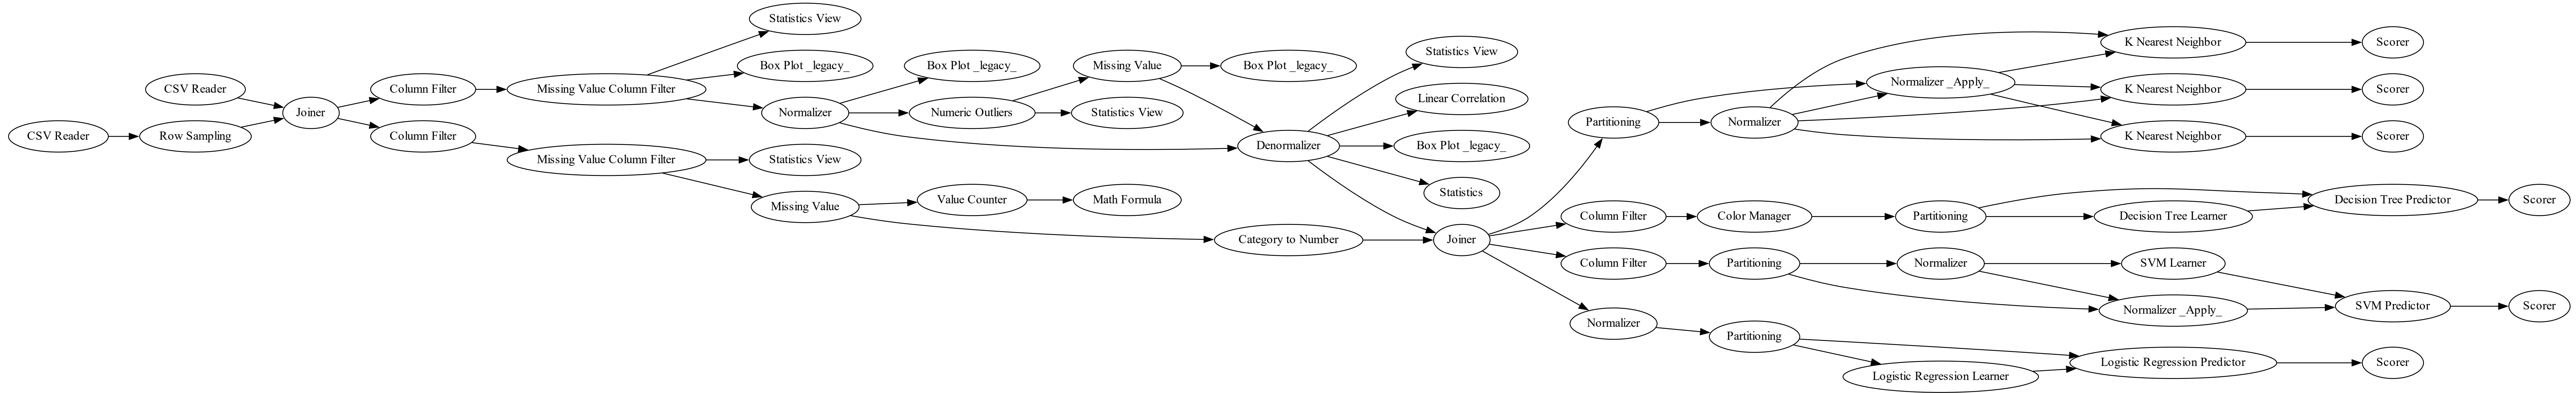 CSV Reader
Row Sampling
CSV Reader
Joiner
Column Filter
Column Filter
Missing Value Column Filter
Missing Value Column Filter
Statistics View
Box Plot _legacy_
Normalizer
Statistics View
Missing Value
Box Plot _legacy_
Numeric Outliers
Value Counter
Missing Value
Statistics View
Math Formula
Box Plot _legacy_
Denormalizer
Category to Number
Statistics View
Linear Correlation
Box Plot _legacy_
Statistics
Joiner
Partitioning
Column Filter
Column Filter
Normalizer
Normalizer
Color Manager
Partitioning
Partitioning
Normalizer _Apply_
Partitioning
Normalizer
Logistic Regression Learner
K Nearest Neighbor
K Nearest Neighbor
K Nearest Neighbor
Decision Tree Learner
SVM Learner
Normalizer _Apply_
Logistic Regression Predictor
Scorer
Scorer
Scorer
Decision Tree Predictor
SVM Predictor
Scorer
Scorer
Scorer